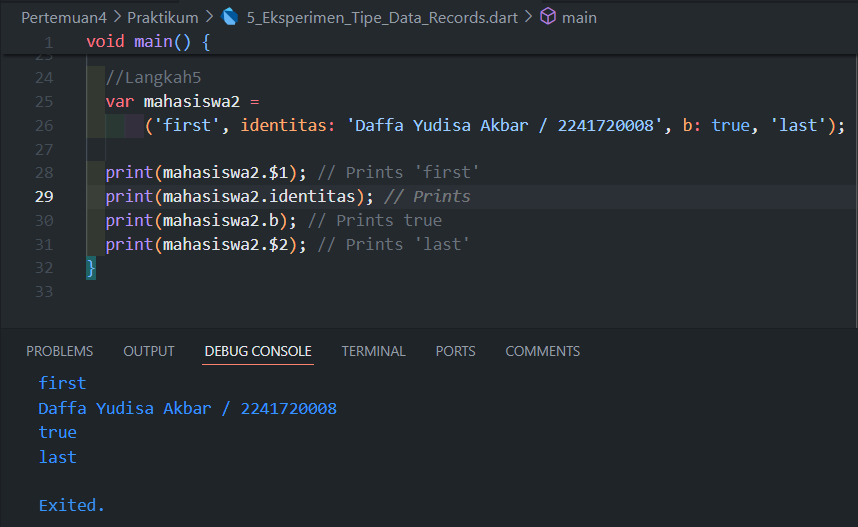 Pertemuan4 > Praktikum > 5_Eksperimen_Tipe_Data_Records.dart > main
1 void main() {
23
24 //Langkah5
25 var mahasiswa2 =
26 ('first', identitas: 'Daffa Yudisa Akbar / 2241720008', b: true, 'last');
27
28 print(mahasiswa2.$1); // Prints 'first'
29 print(mahasiswa2.identitas); // Prints
30 print(mahasiswa2.b); // Prints true
31 print(mahasiswa2.$2); // Prints 'last'
32 }
33
PROBLEMS OUTPUT DEBUG CONSOLE TERMINAL PORTS COMMENTS
first
Daffa Yudisa Akbar / 2241720008
true
last
Exited.